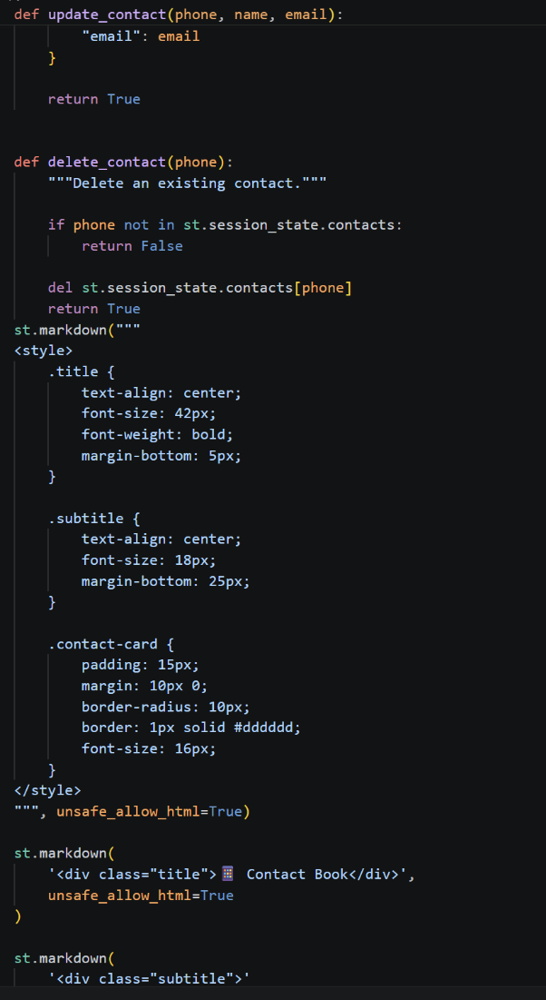 def update_contact(phone, name, email):
        "email": email
    }

    return True


def delete_contact(phone):
    """Delete an existing contact."""

    if phone not in st.session_state.contacts:
        return False

    del st.session_state.contacts[phone]
    return True
st.markdown("""
<style>
    .title {
        text-align: center;
        font-size: 42px;
        font-weight: bold;
        margin-bottom: 5px;
    }

    .subtitle {
        text-align: center;
        font-size: 18px;
        margin-bottom: 25px;
    }

    .contact-card {
        padding: 15px;
        margin: 10px 0;
        border-radius: 10px;
        border: 1px solid #dddddd;
        font-size: 16px;
    }
</style>
""", unsafe_allow_html=True)

st.markdown(
    '<div class="title"> Contact Book</div>',
    unsafe_allow_html=True
)

st.markdown(
    '<div class="subtitle">'